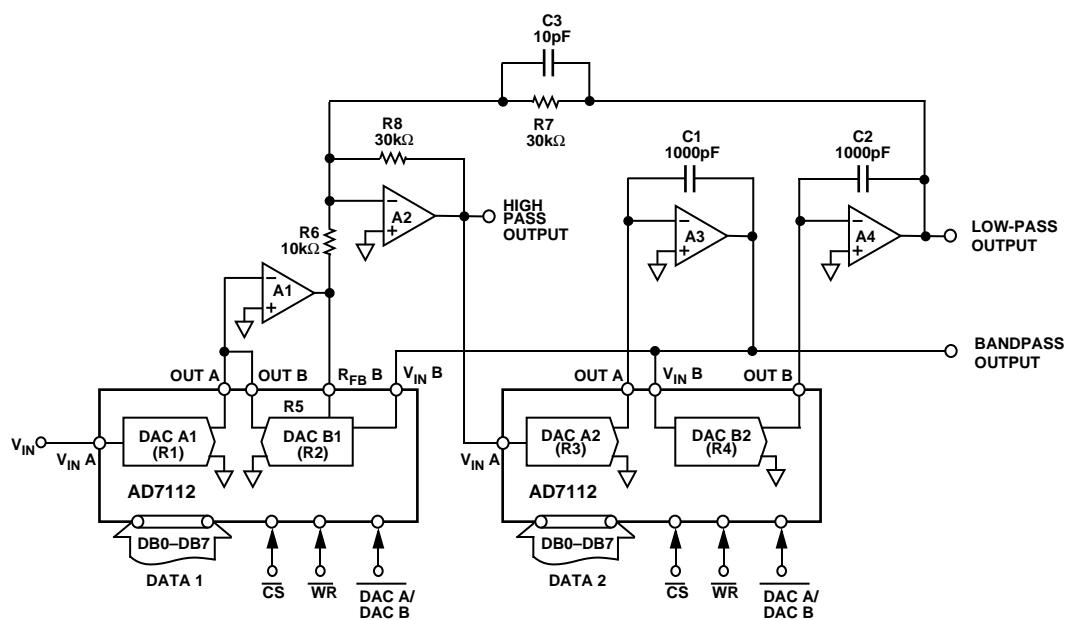 C3
10pF
R7
30kΩ
R8
30kΩ
C1
1000pF
C2
1000pF
HIGH
PASS
OUTPUT
A2
R6
10kΩ
A3
A4
LOW-PASS
OUTPUT
A1
BANDPASS
OUTPUT
OUT A
OUT B
RFB B
VIN B
OUT A
VIN B
OUT B
R5
VIN
VIN A
DAC A1
(R1)
DAC B1
(R2)
VIN A
DAC A2
(R3)
DAC B2
(R4)
AD7112
AD7112
DB0–DB7
DATA 1
CS
WR
DAC A/
DAC B
DB0–DB7
DATA 2
CS
WR
DAC A/
DAC B